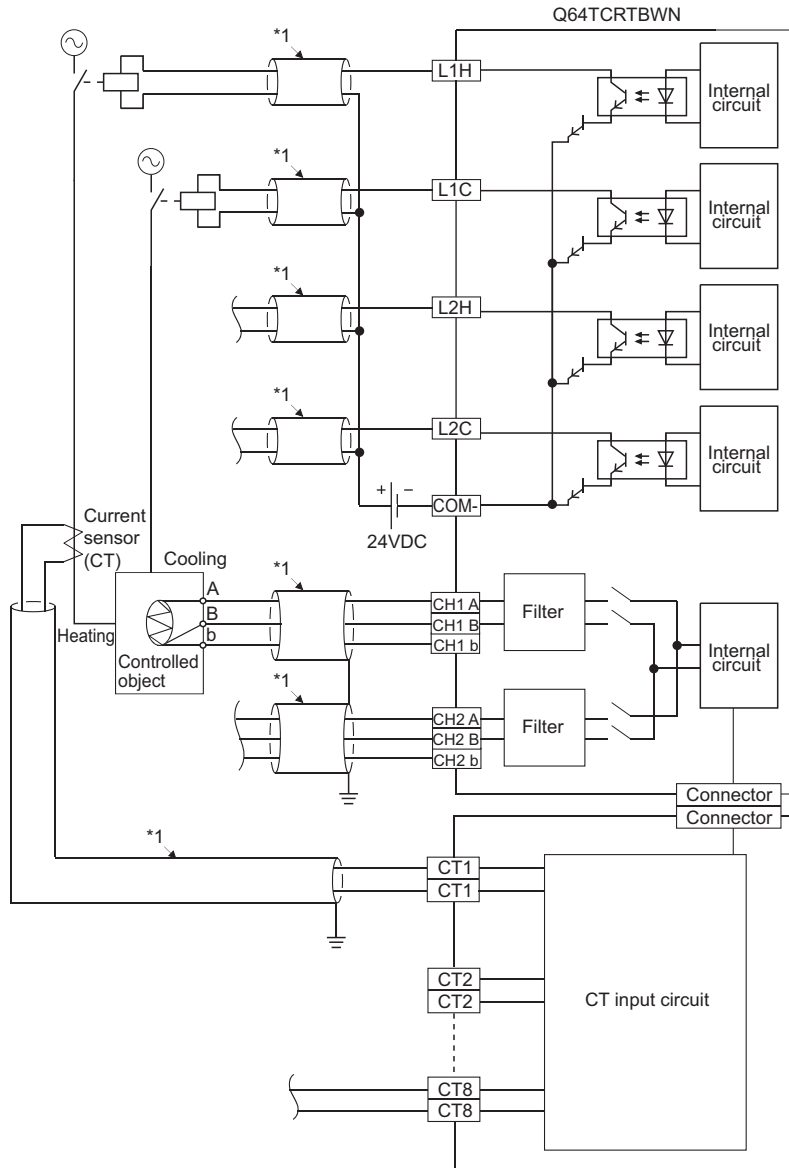 Q64TCRTBWN
*1
L1H
Internal
circuit
*1
L1C
Internal
circuit
*1
L2H
Internal
circuit
*1
L2C
Internal
circuit
+ −
COM-
24VDC
Current
sensor
(CT)
Cooling
A
B
b
Heating
Controlled
object
*1
CH1 A
CH1 B
CH1 b
Filter
Internal
circuit
*1
CH2 A
CH2 B
CH2 b
Filter
Connector
Connector
*1
CT1
CT1
CT2
CT2
CT input circuit
CT8
CT8